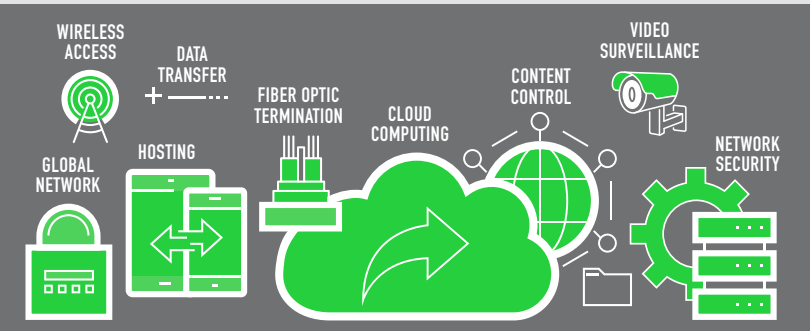 WIRELESS
ACCESS
DATA
TRANSFER
FIBER OPTIC
TERMINATION
CLOUD
COMPUTING
CONTENT
CONTROL
VIDEO
SURVEILLANCE
GLOBAL
NETWORK
HOSTING
NETWORK
SECURITY